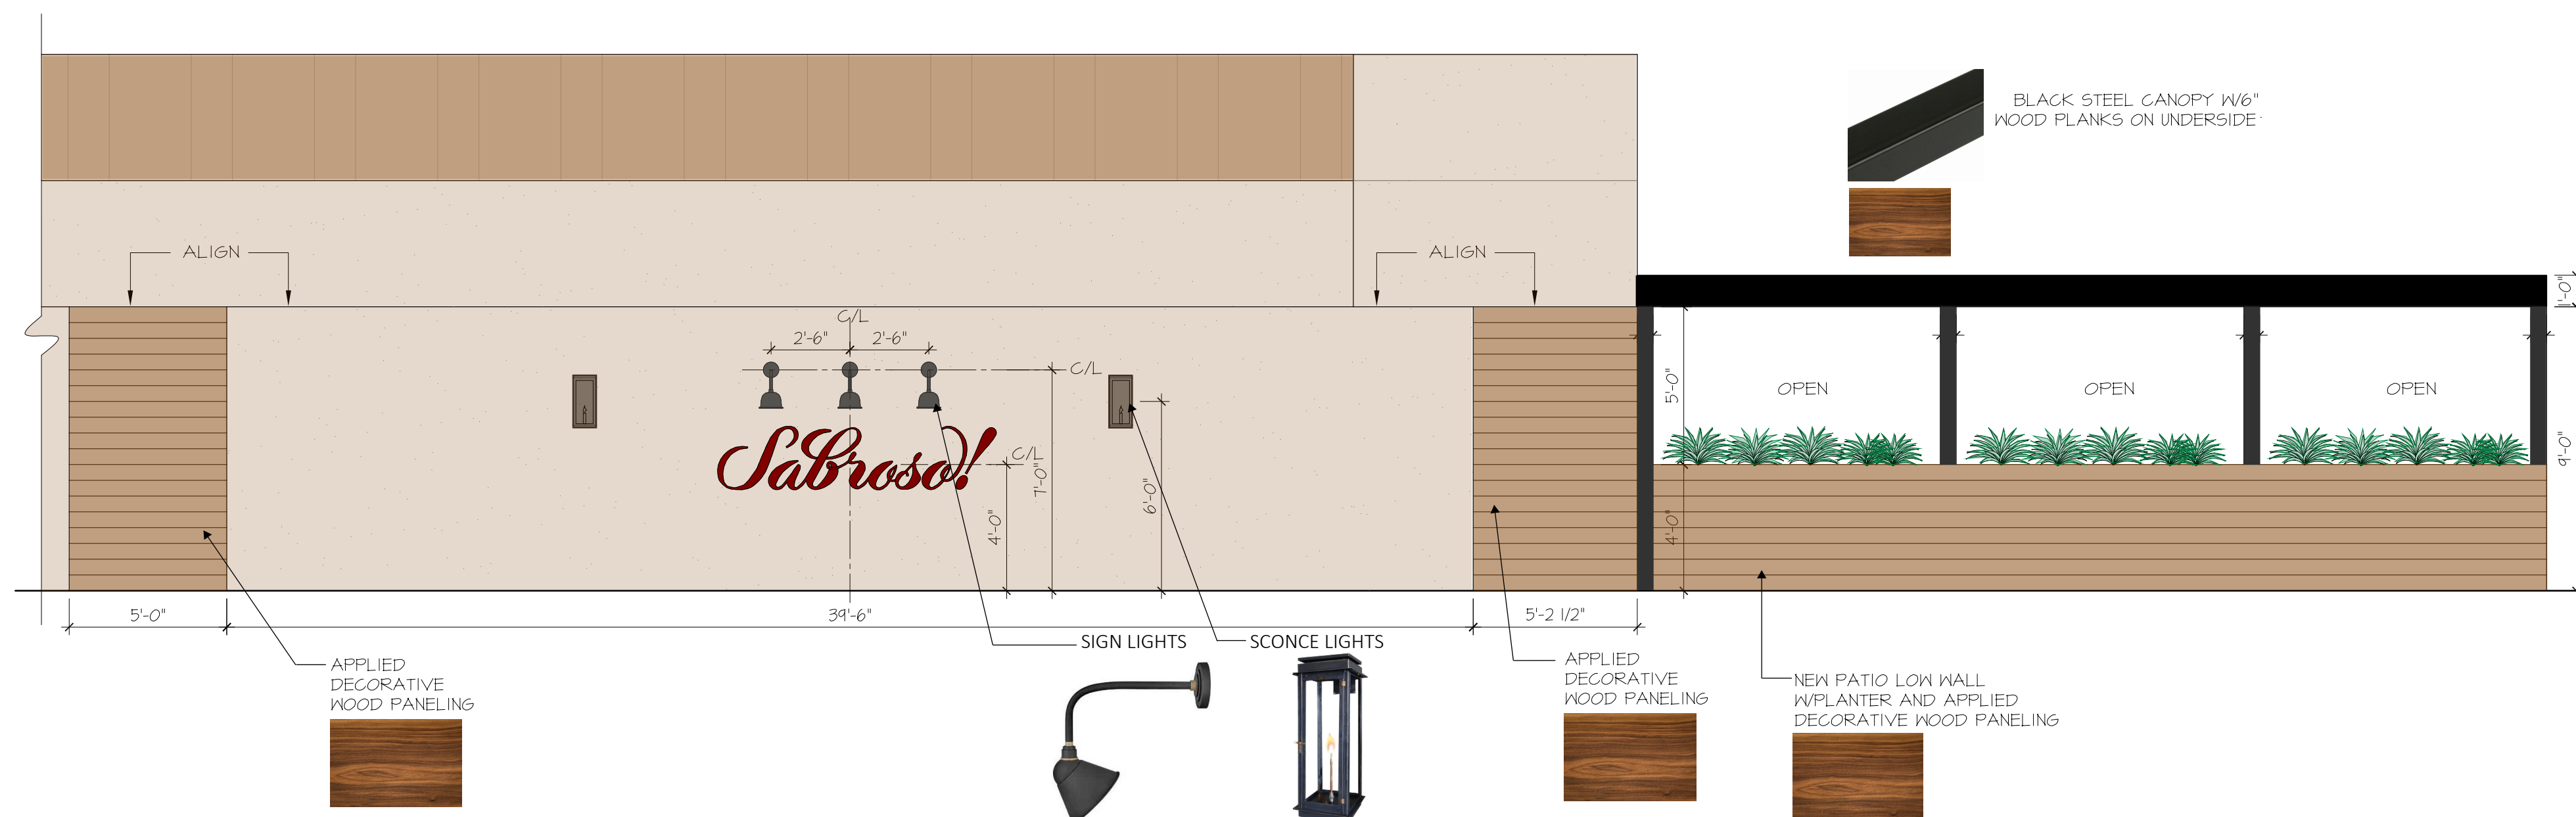 BLACK STEEL CANOPY W/6"
WOOD PLANKS ON UNDERSIDE
ALIGN
ALIGN
1'-0"
C/L
2'-6"
2'-6"
C/L
5'-0"
OPEN
OPEN
OPEN
Sabroso!
C/L
7'-0"
6'-0"
4'-0"
4'-0"
9'-0"
5'-0"
39'-6"
5'-2 1/2"
SIGN LIGHTS
SCONCE LIGHTS
APPLIED
DECORATIVE
WOOD PANELING
APPLIED
DECORATIVE
WOOD PANELING
NEW PATIO LOW WALL
W/PLANTER AND APPLIED
DECORATIVE WOOD PANELING